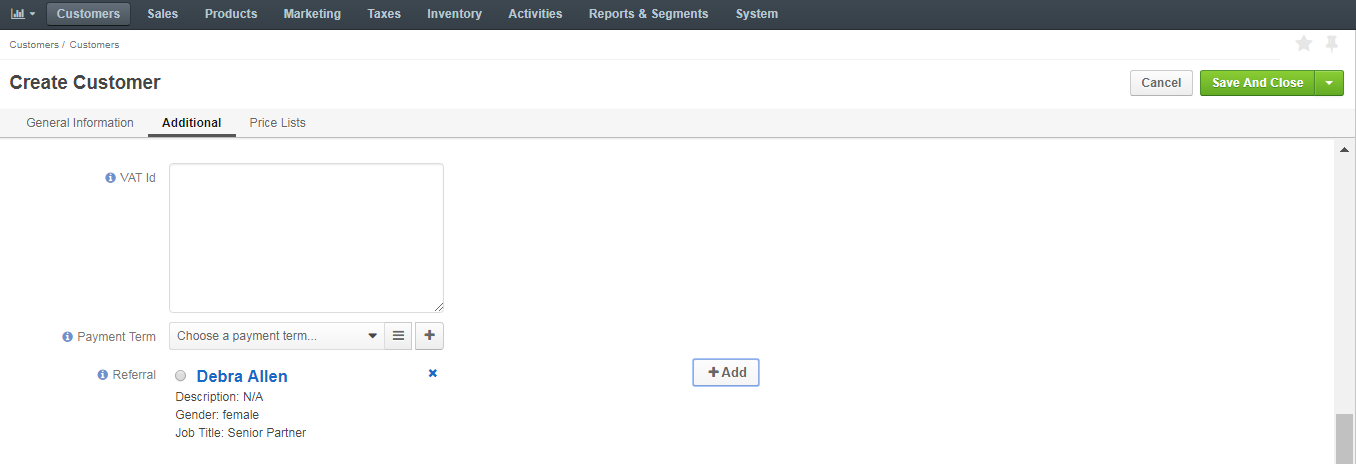 Customers Sales Products Marketing Taxes Inventory Activities Reports & Segments System
Customers / Customers
Create Customer
Cancel Save And Close
General Information Additional Price Lists
VAT Id
Payment Term Choose a payment term...
Referral Debra Allen
Add
Description: N/A
Gender: female
Job Title: Senior Partner